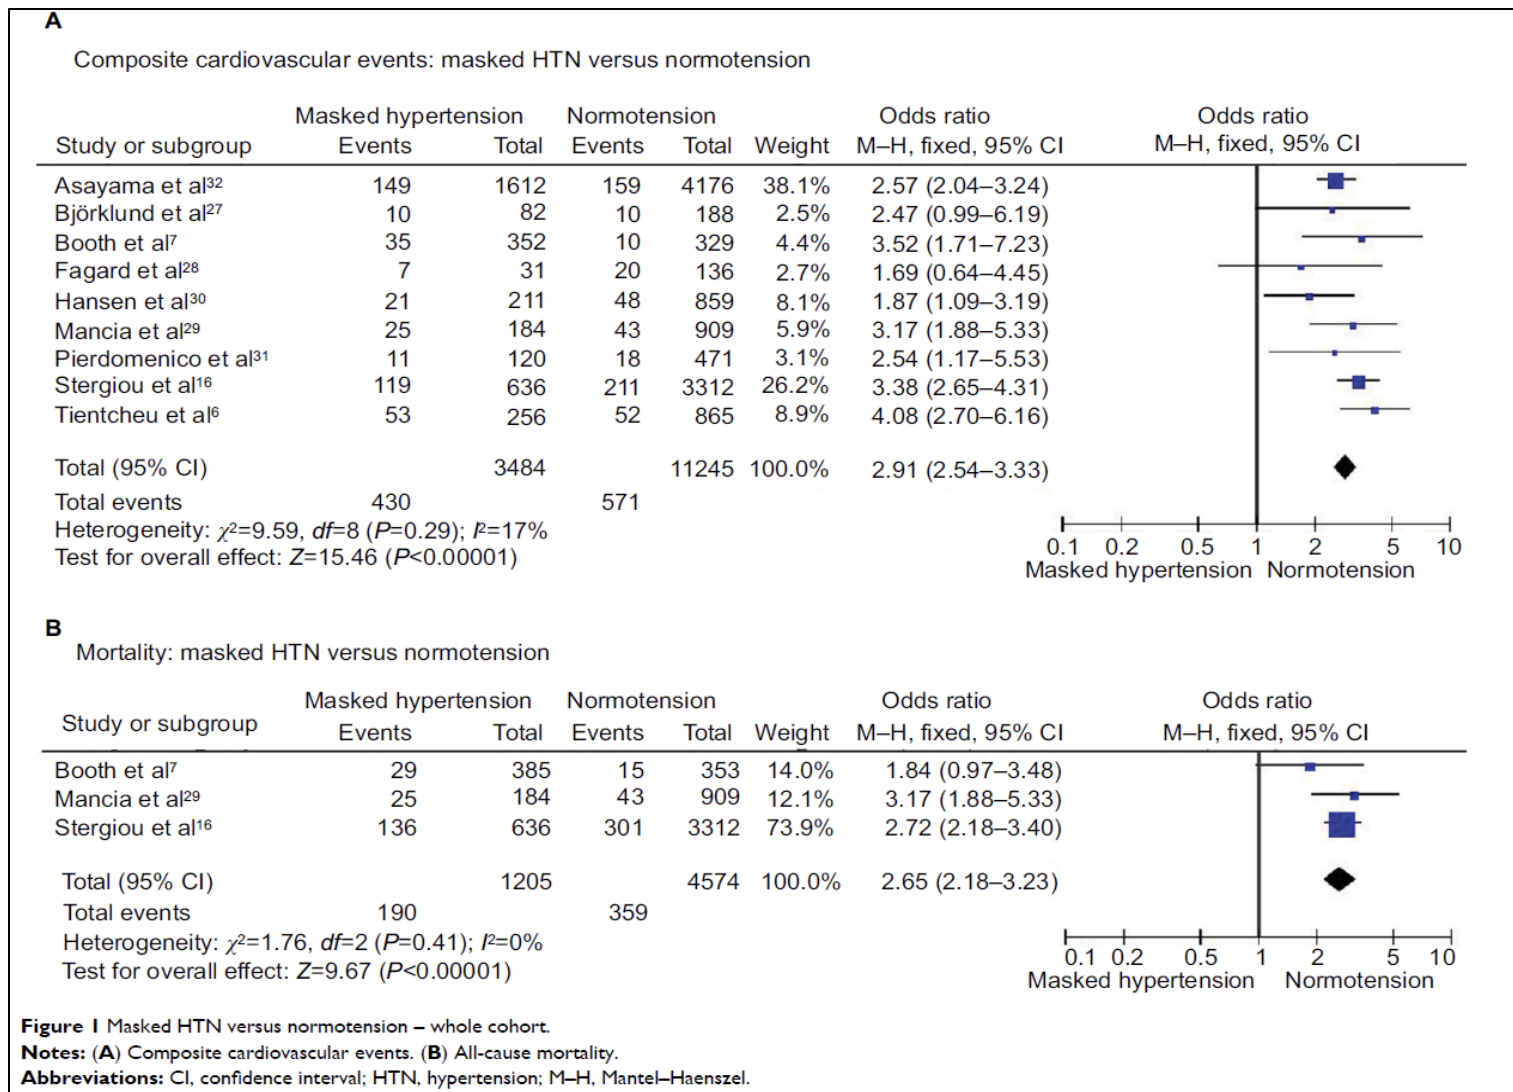 A
Composite cardiovascular events: masked HTN versus normotension
Masked hypertension Normotension Odds ratio Odds ratio
Study or subgroup Events Total Events Total Weight M–H, fixed, 95% CI M–H, fixed, 95% CI
Asayama et al³² 149 1612 159 4176 38.1% 2.57 (2.04–3.24)
Björklund et al²⁷ 10 82 10 188 2.5% 2.47 (0.99–6.19)
Booth et al⁷ 35 352 10 329 4.4% 3.52 (1.71–7.23)
Fagard et al²⁸ 7 31 20 136 2.7% 1.69 (0.64–4.45)
Hansen et al³⁰ 21 211 48 859 8.1% 1.87 (1.09–3.19)
Mancia et al²⁹ 25 184 43 909 5.9% 3.17 (1.88–5.33)
Pierdomenico et al³¹ 11 120 18 471 3.1% 2.54 (1.17–5.53)
Stergiou et al¹⁶ 119 636 211 3312 26.2% 3.38 (2.65–4.31)
Tientcheu et al⁶ 53 256 52 865 8.9% 4.08 (2.70–6.16)
Total (95% CI) 3484 11245 100.0% 2.91 (2.54–3.33)
Total events 430 571
Heterogeneity: χ²=9.59, df=8 (P=0.29); I²=17%
Test for overall effect: Z=15.46 (P<0.00001)
0.1 0.2 0.5 1 2 5 10
Masked hypertension Normotension
B
Mortality: masked HTN versus normotension
Masked hypertension Normotension Odds ratio Odds ratio
Study or subgroup Events Total Events Total Weight M–H, fixed, 95% CI M–H, fixed, 95% CI
Booth et al⁷ 29 385 15 353 14.0% 1.84 (0.97–3.48)
Mancia et al²⁹ 25 184 43 909 12.1% 3.17 (1.88–5.33)
Stergiou et al¹⁶ 136 636 301 3312 73.9% 2.72 (2.18–3.40)
Total (95% CI) 1205 4574 100.0% 2.65 (2.18–3.23)
Total events 190 359
Heterogeneity: χ²=1.76, df=2 (P=0.41); I²=0%
Test for overall effect: Z=9.67 (P<0.00001)
0.1 0.2 0.5 1 2 5 10
Masked hypertension Normotension
Figure 1 Masked HTN versus normotension – whole cohort.
Notes: (A) Composite cardiovascular events. (B) All-cause mortality.
Abbreviations: CI, confidence interval; HTN, hypertension; M–H, Mantel–Haenszel.